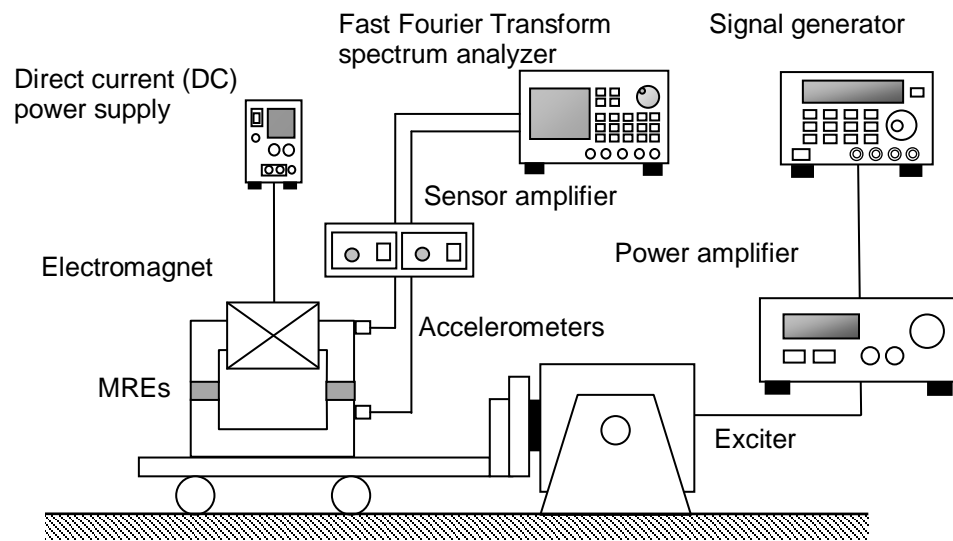 Fast Fourier Transform
spectrum analyzer
Signal generator
Direct current (DC)
power supply
Sensor amplifier
Power amplifier
Electromagnet
Accelerometers
MREs
Exciter